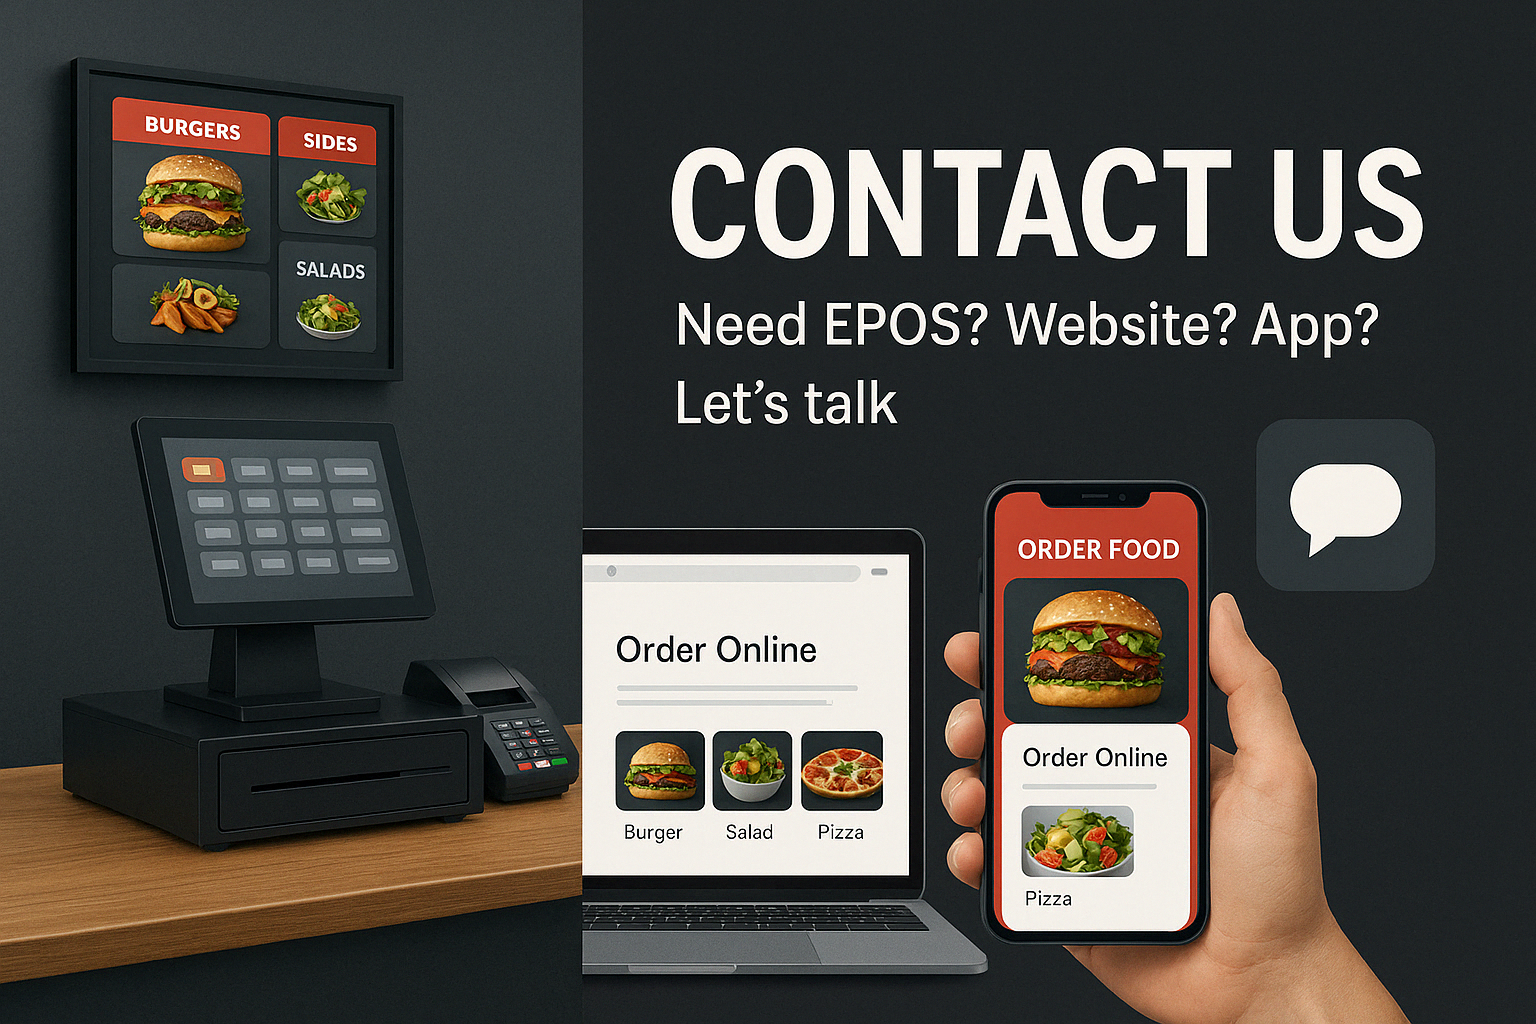 BURGERS
SIDES
SALADS
CONTACT US
Need EPOS? Website? App?
Let's talk
Order Online
Burger
Salad
Pizza
ORDER FOOD
Order Online
Pizza